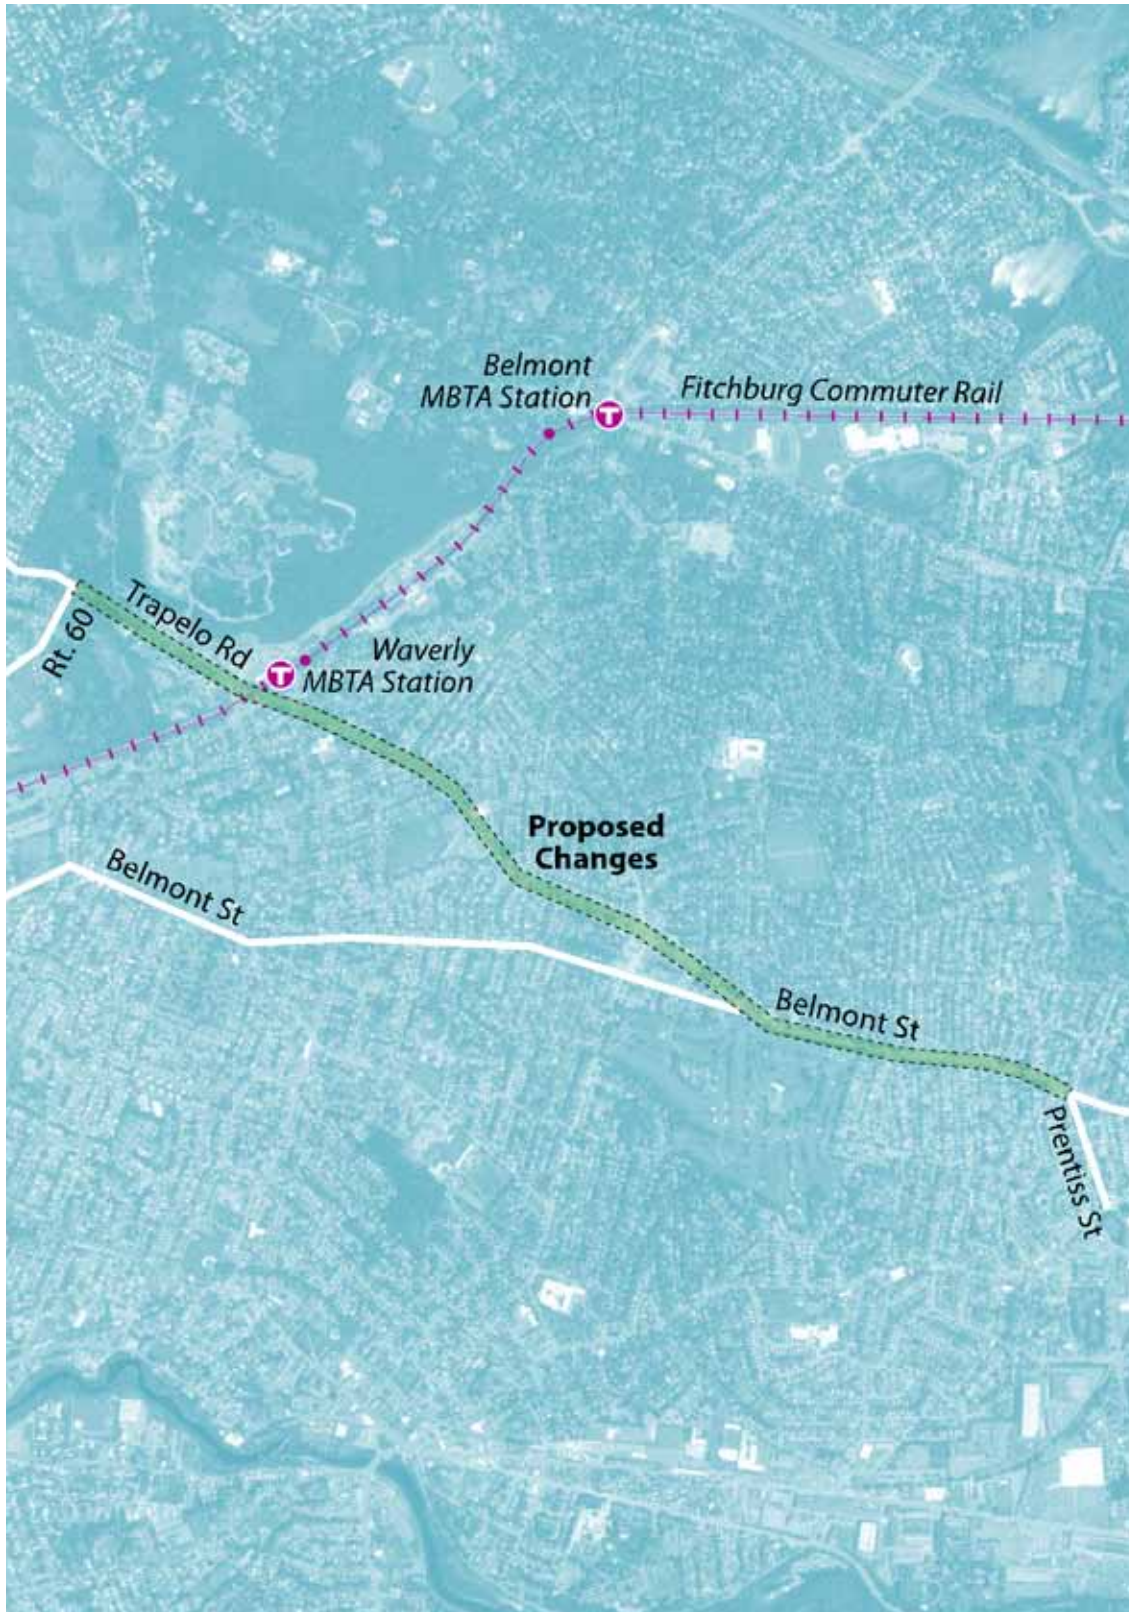 Belmont
MBTA Station
T
Fitchburg Commuter Rail
Trapelo Rd
Rt. 60
T
Waverly
MBTA Station
Proposed
Changes
Belmont St
Belmont St
Prentiss St